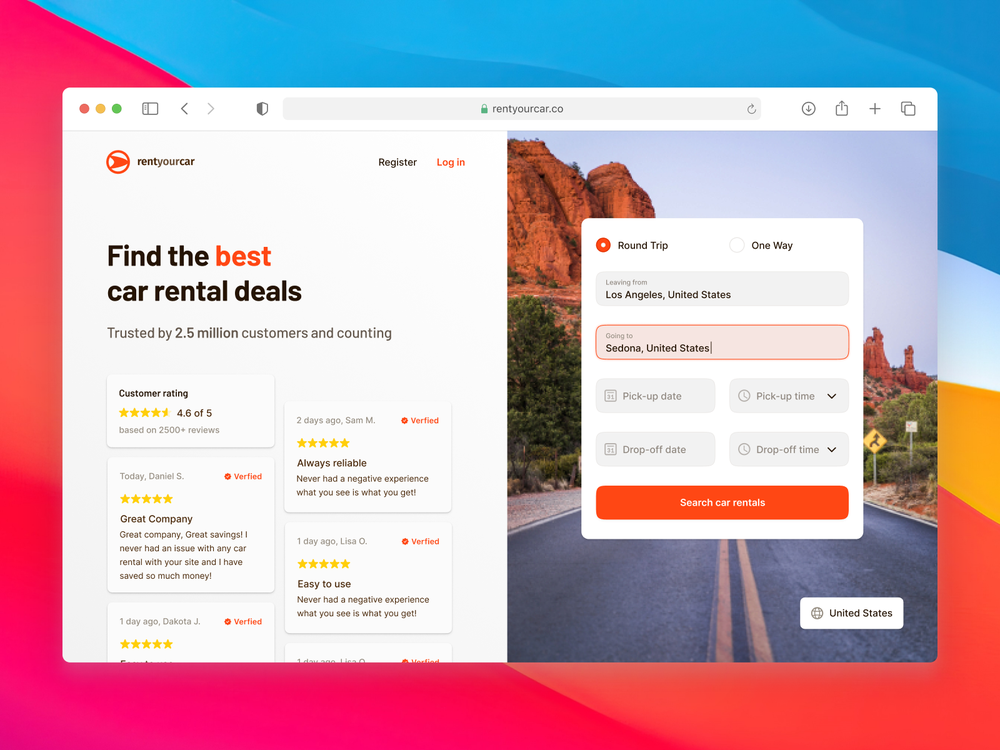 rentyourcar.co
rentyourcar
Register
Log in
Find the best
car rental deals
Trusted by 2.5 million customers and counting
Customer rating
4.6 of 5
based on 2500+ reviews
Today, Daniel S.
Verfied
Great Company
Great company, Great savings! I
never had an issue with any car
rental with your site and I have
saved so much money!
1 day ago, Dakota J.
Verfied
2 days ago, Sam M.
Verfied
Always reliable
Never had a negative experience
what you see is what you get!
1 day ago, Lisa O.
Verfied
Easy to use
Never had a negative experience
what you see is what you get!
1 day ago, Lisa O.
Verfied
Round Trip
One Way
Leaving from
Los Angeles, United States
Going to
Sedona, United States
31 Pick-up date
Pick-up time
31 Drop-off date
Drop-off time
Search car rentals
United States